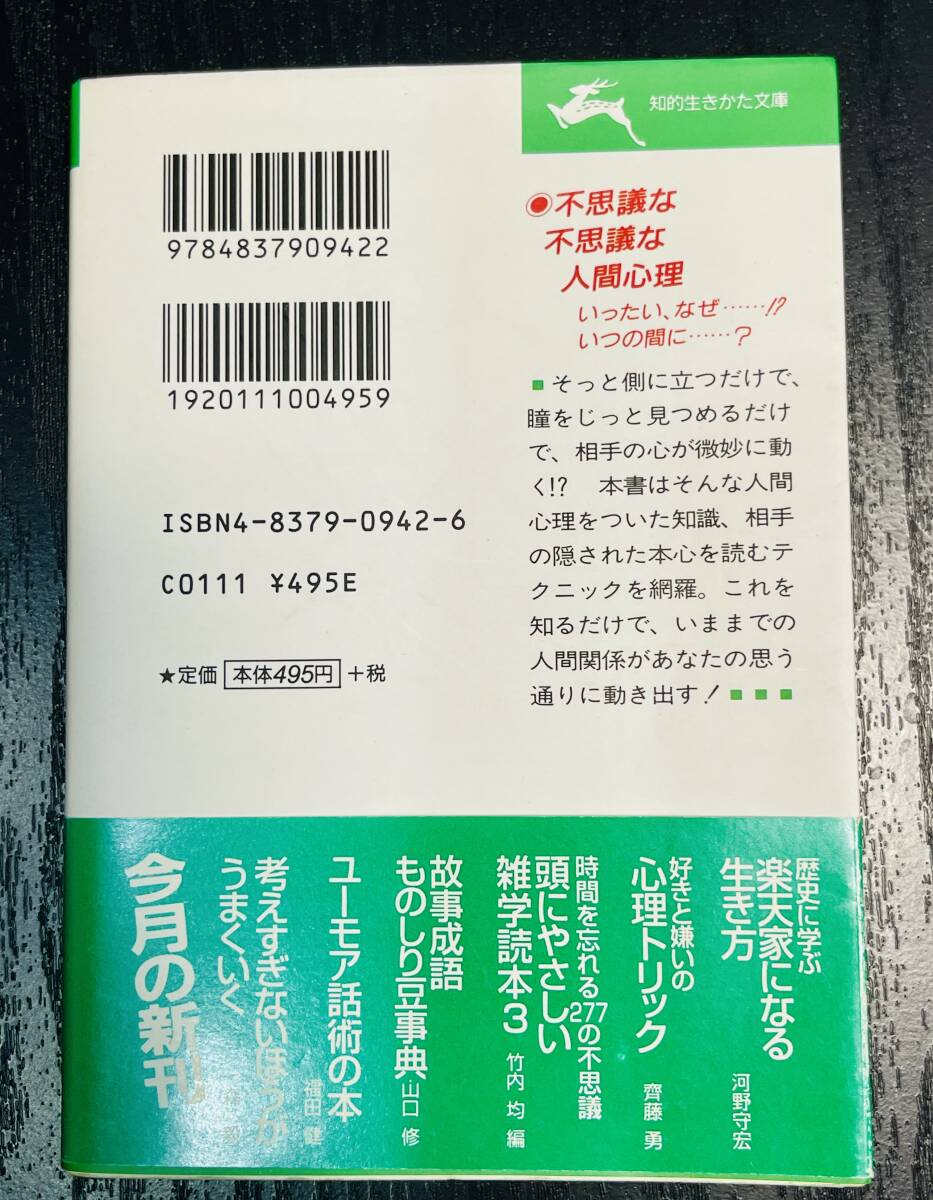 知的生きかた文庫
9784837909422
1920111004959
ISBN4-8379-0942-6
C0111 ¥495E
★定価 本体495円 +税
●不思議な
不思議な
人間心理
いったい、なぜ……!?
いつの間に……?
■そっと側に立つだけで、
瞳をじっと見つめるだけ
で、相手の心が微妙に動
く!? 本書はそんな人間
心理をついた知識、相手
の隠された本心を読むテ
クニックを網羅。これを
知るだけで、いままでの
人間関係があなたの思う
通りに動き出す!■■■
歴史に学ぶ
楽天家になる
生き方
河野守宏
好きと嫌いの
心理トリック
齊藤勇
時間を忘れる277の不思議
頭にやさしい
雑学読本3
竹内均編
故事成語
ものしり豆事典
山口修
ユーモア話術の本
福田健
考えすぎないほうが
うまくいく
今月の新刊